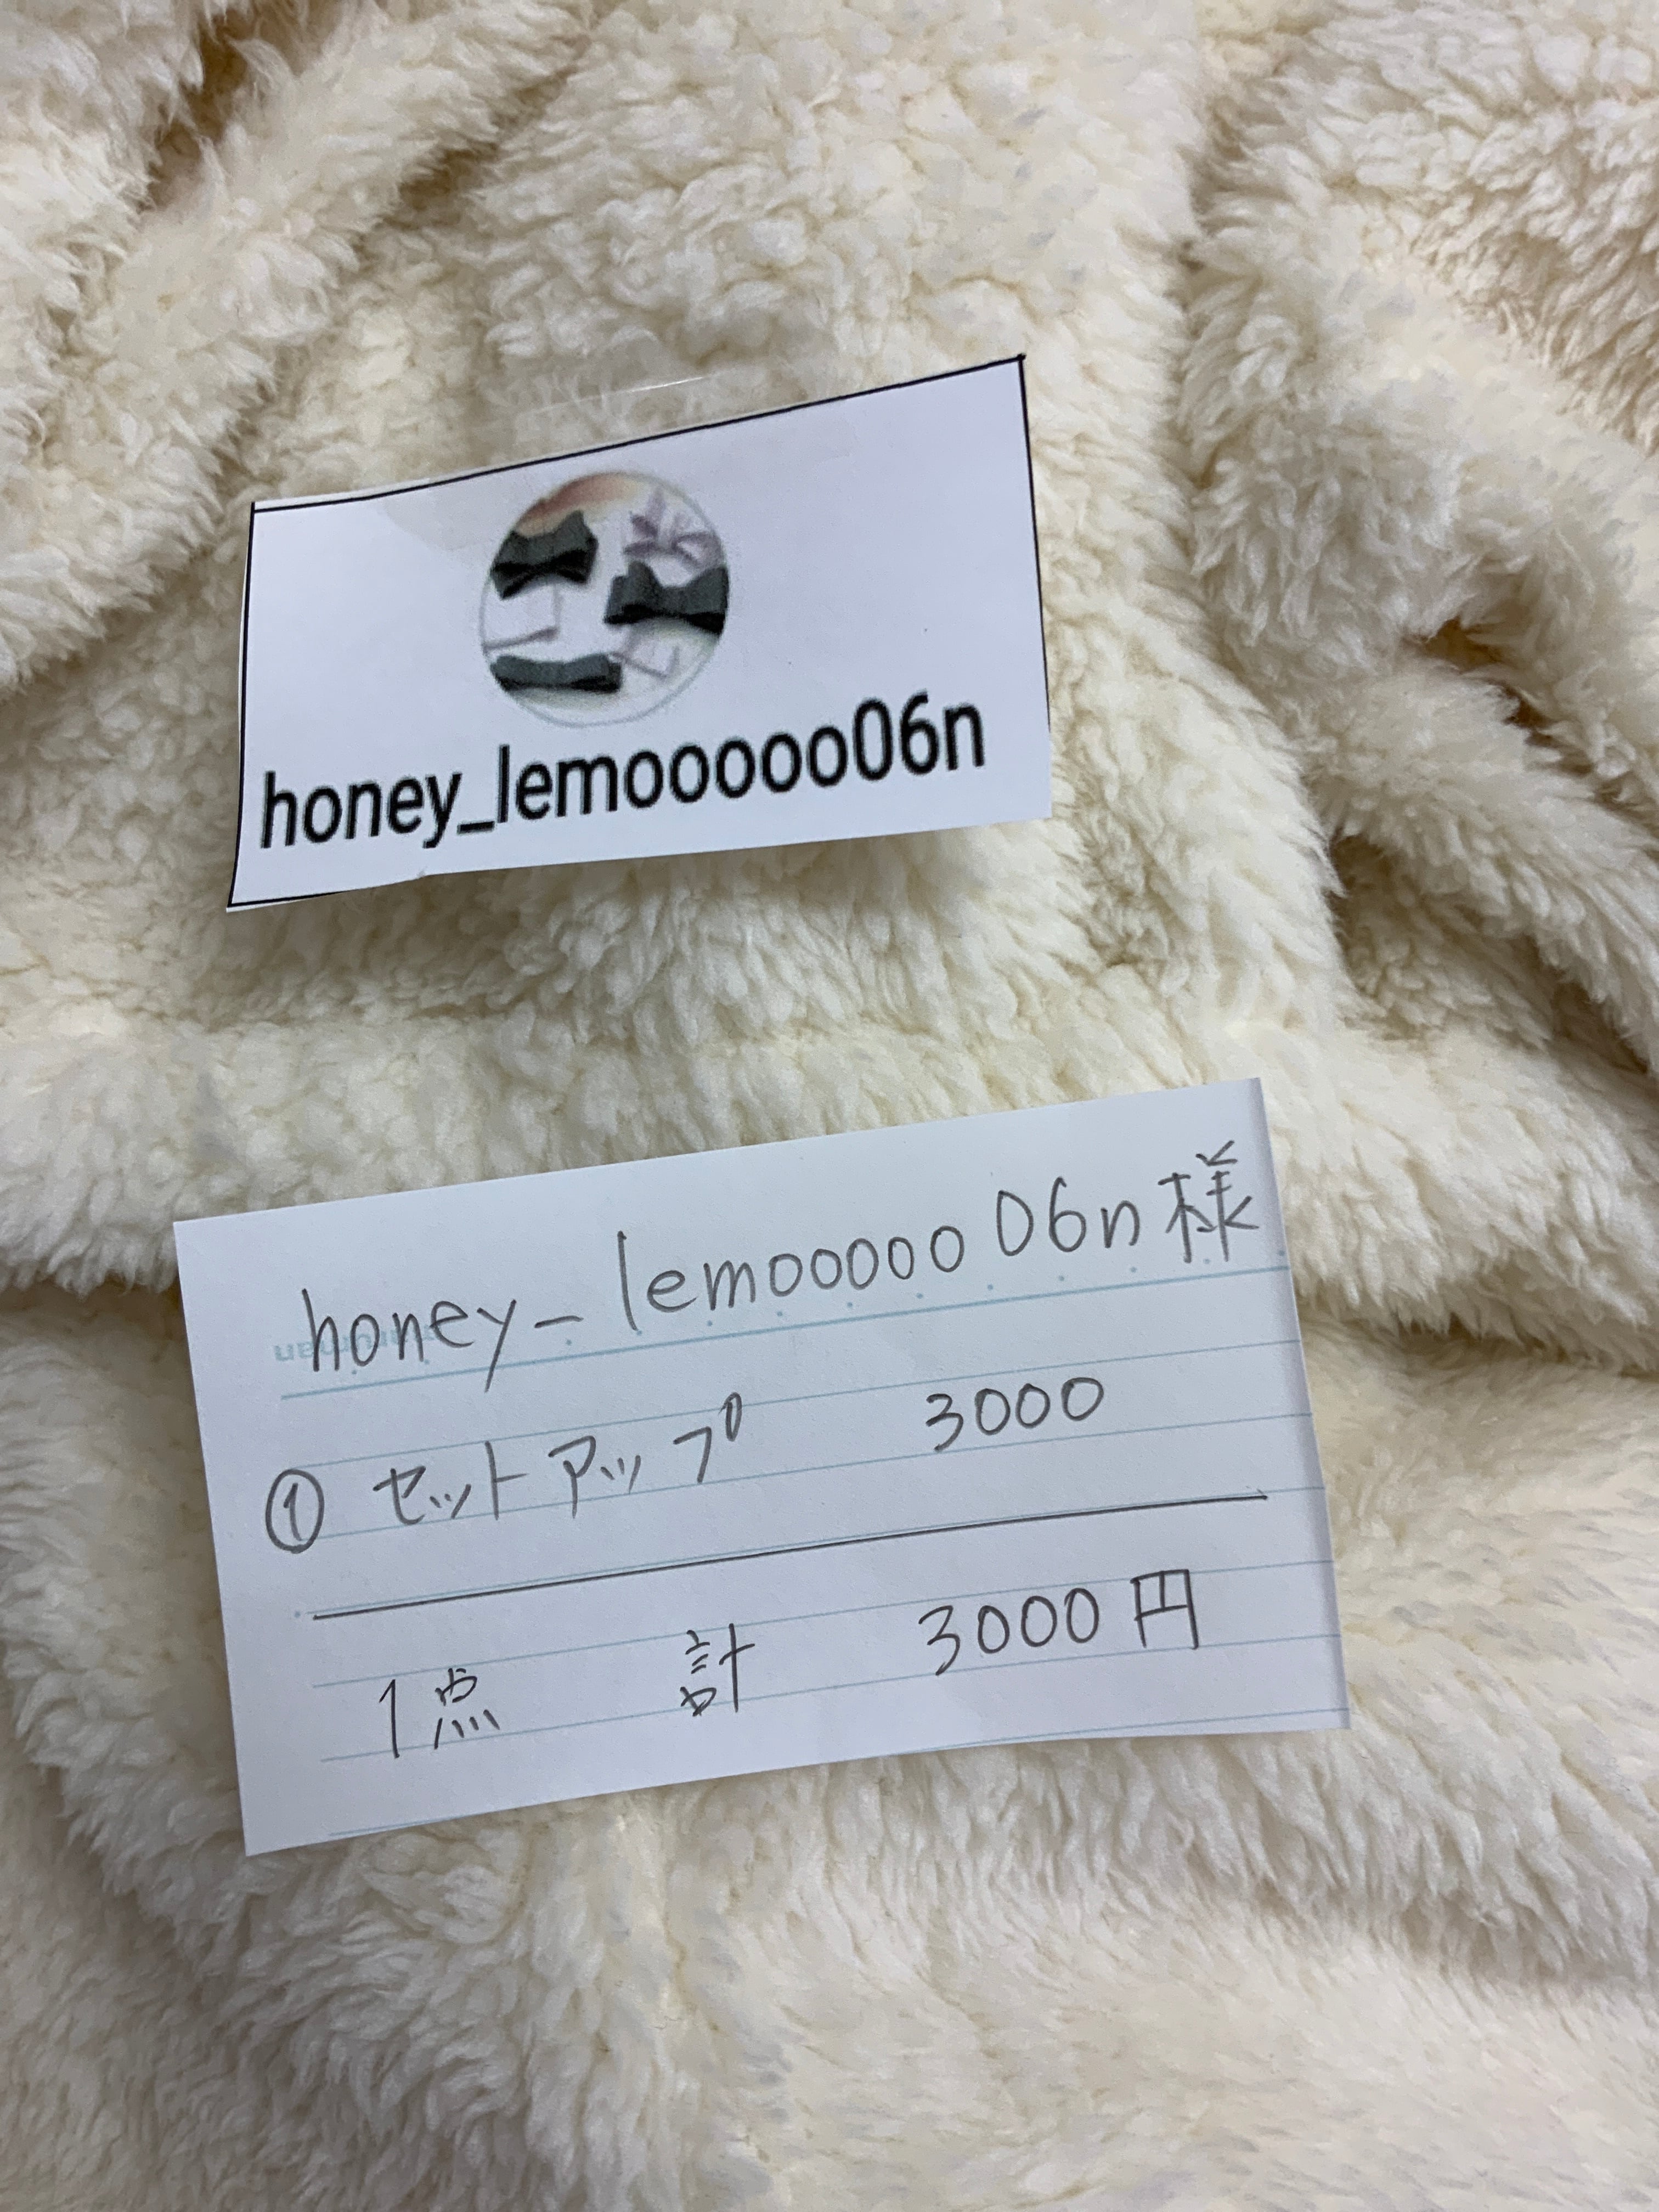 honey_lemooooo06n
honey_lemooooo06n様
① セットアップ 3000
1点 計 3000円